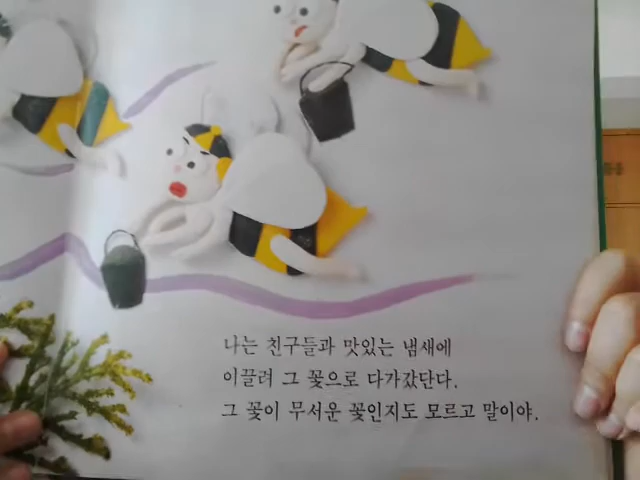 나는 친구들과 맛있는 냄새에
이끌려 그 꽃으로 다가갔단다.
그 꽃이 무서운 꽃인지도 모르고 말이야.